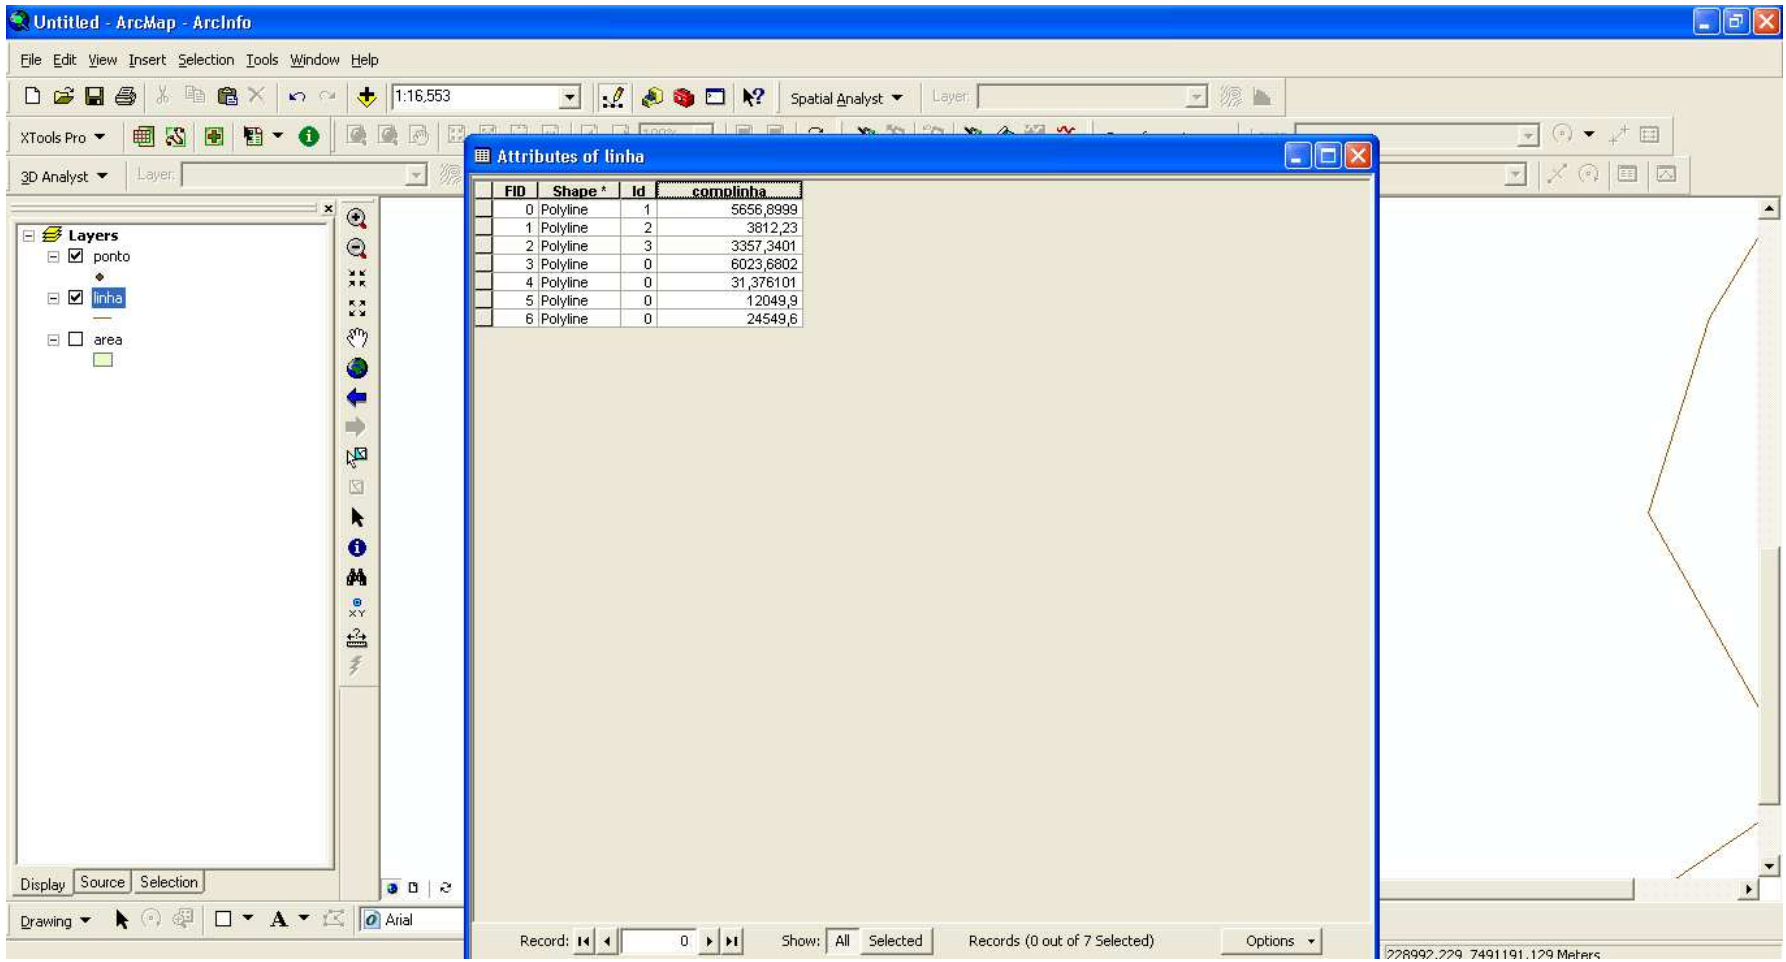 Untitled - ArcMap - ArcInfo
File Edit View Insert Selection Tools Window Help
1:16,553 Spatial Analyst Layer:
XTools Pro
Attributes of linha
3D Analyst Layer:
FID Shape * Id complinha
0 Polyline 1 5656,8999
1 Polyline 2 3812,23
2 Polyline 3 3357,3401
3 Polyline 0 6023,6802
4 Polyline 0 31,376101
5 Polyline 0 12049,9
6 Polyline 0 24549,6
Layers
ponto
linha
area
XY
Display Source Selection
Drawing A Arial
Record: 0 Show: All Selected Records (0 out of 7 Selected) Options
228992,229 7491191,129 Meters